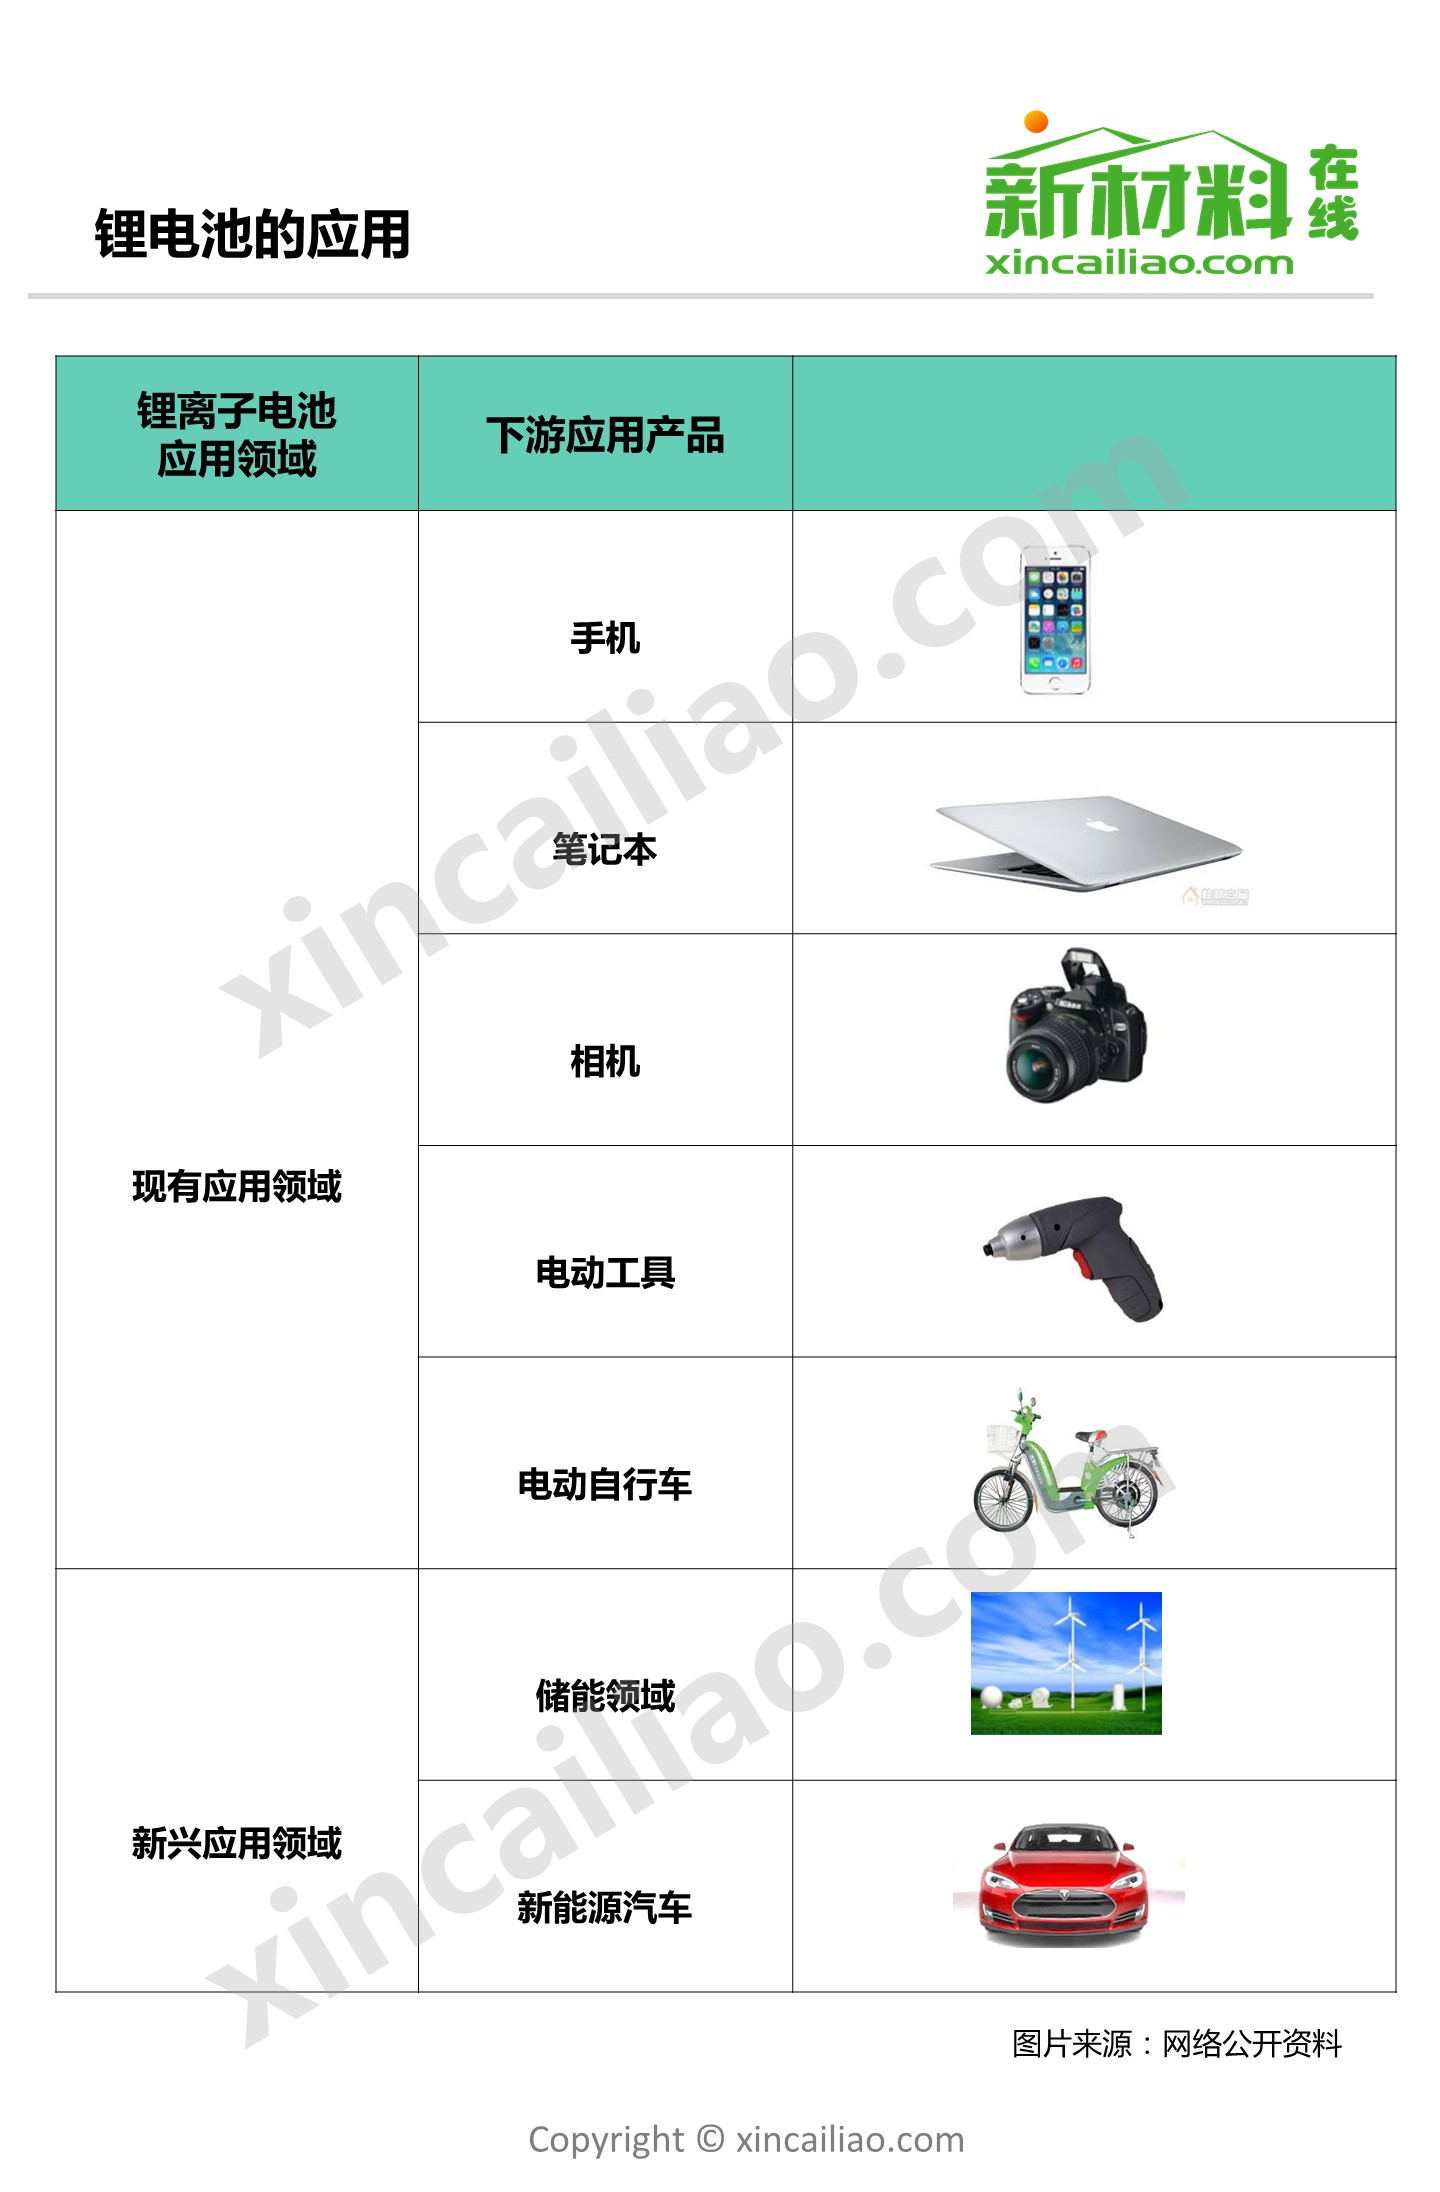 新材料在线
xincailiao.com
锂电池的应用
锂离子电池
应用领域
下游应用产品
手机
笔记本
相机
Nikon
现有应用领域
电动工具
电动自行车
储能领域
新兴应用领域
新能源汽车
xincailiao.com
xincailiao.com
图片来源：网络公开资料
Copyright © xincailiao.com